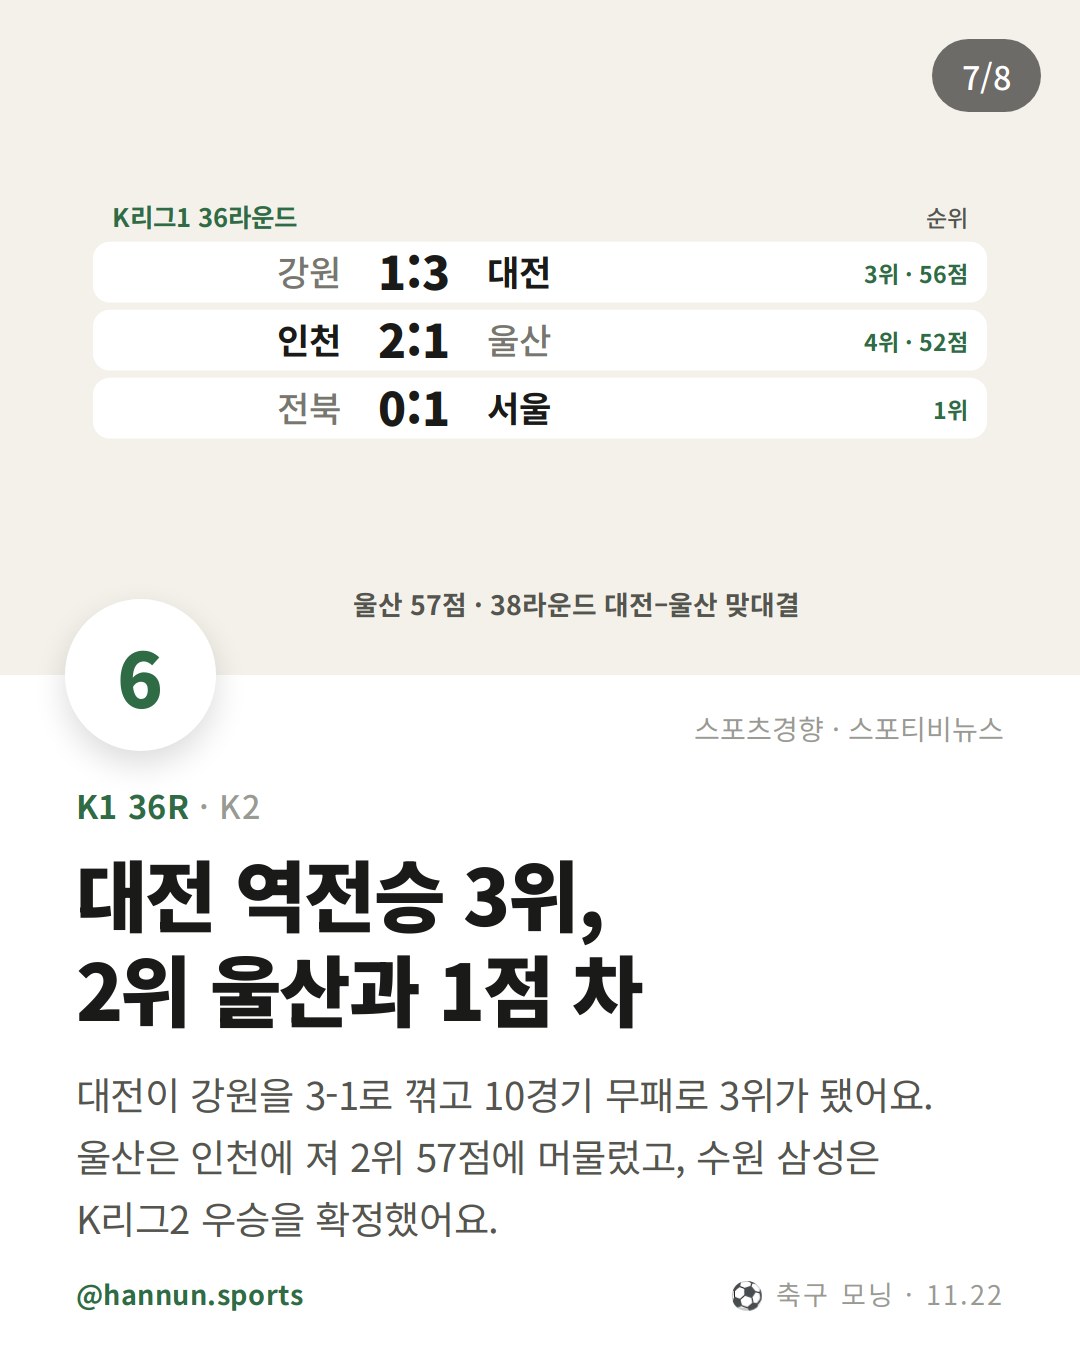 7/8
K리그1 36라운드 순위
강원 1:3 대전 3위 · 56점
인천 2:1 울산 4위 · 52점
전북 0:1 서울 1위
울산 57점 · 38라운드 대전–울산 맞대결
6
스포츠경향 · 스포티비뉴스
K1 36R · K2
대전 역전승 3위,
2위 울산과 1점 차
대전이 강원을 3-1로 꺾고 10경기 무패로 3위가 됐어요.
울산은 인천에 져 2위 57점에 머물렀고, 수원 삼성은
K리그2 우승을 확정했어요.
@hannun.sports ⚽ 축구 모닝 · 11.22